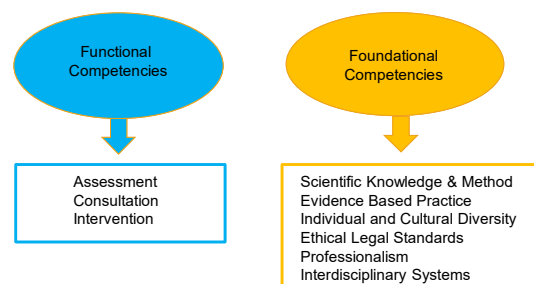 Functional
Competencies
Foundational
Competencies
Assessment
Consultation
Intervention
Scientific Knowledge & Method
Evidence Based Practice
Individual and Cultural Diversity
Ethical Legal Standards
Professionalism
Interdisciplinary Systems